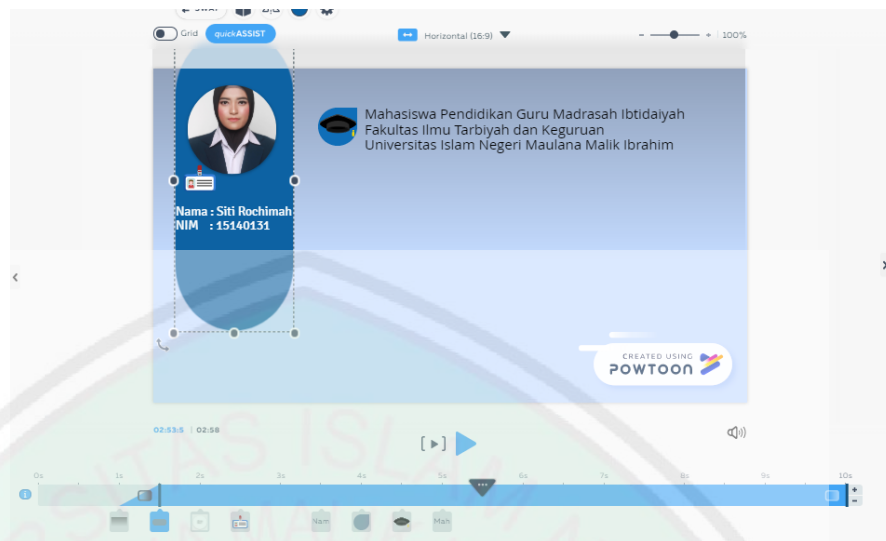 SWAP
Grid quickASSIST Horizontal (16:9) - + 100%
Mahasiswa Pendidikan Guru Madrasah Ibtidaiyah
Fakultas Ilmu Tarbiyah dan Keguruan
Universitas Islam Negeri Maulana Malik Ibrahim
Nama : Siti Rochimah
NIM : 15140131
CREATED USING
POWTOON
02:53:5 | 02:58
0s 1s 2s 3s 4s 5s 6s 7s 8s 9s 10s
Nam Mah